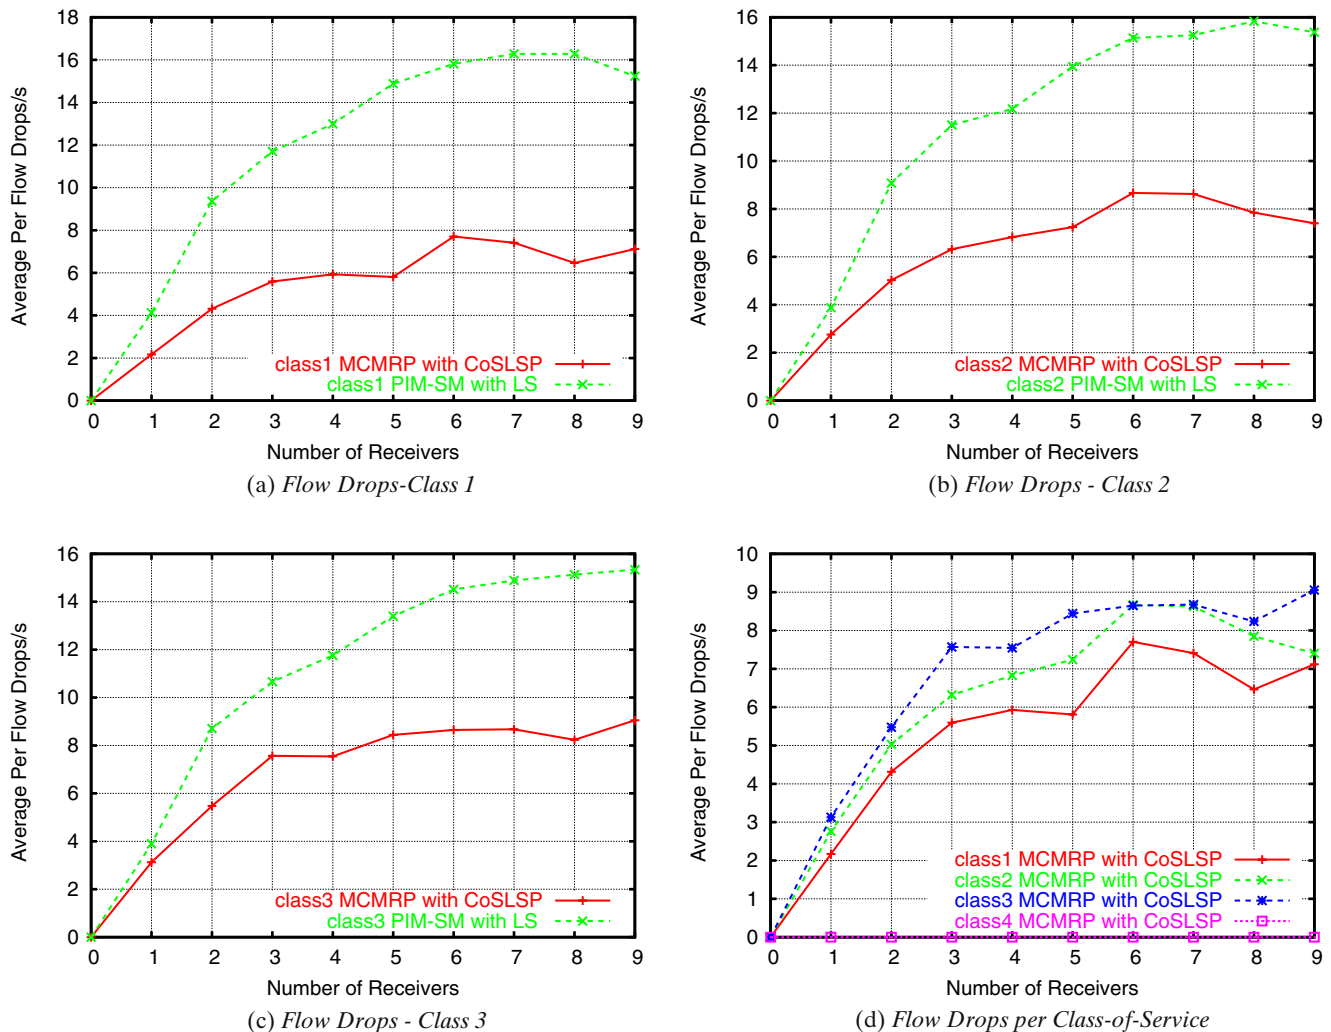 18
16
14
12
10
8
6
4
2
0
Average Per Flow Drops/s
class1 MCMRP with CoSLSP
class1 PIM-SM with LS
0 1 2 3 4 5 6 7 8 9
Number of Receivers
(a) Flow Drops-Class 1
16
14
12
10
8
6
4
2
0
Average Per Flow Drops/s
class2 MCMRP with CoSLSP
class2 PIM-SM with LS
0 1 2 3 4 5 6 7 8 9
Number of Receivers
(b) Flow Drops - Class 2
16
14
12
10
8
6
4
2
0
Average Per Flow Drops/s
class3 MCMRP with CoSLSP
class3 PIM-SM with LS
0 1 2 3 4 5 6 7 8 9
Number of Receivers
(c) Flow Drops - Class 3
10
9
8
7
6
5
4
3
2
1
0
Average Per Flow Drops/s
class1 MCMRP with CoSLSP
class2 MCMRP with CoSLSP
class3 MCMRP with CoSLSP
class4 MCMRP with CoSLSP
0 1 2 3 4 5 6 7 8 9
Number of Receivers
(d) Flow Drops per Class-of-Service